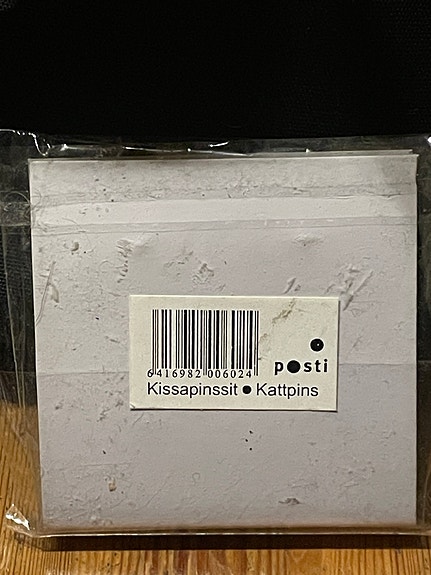 posti
6416982 006024
Kissapinssit • Kattpins